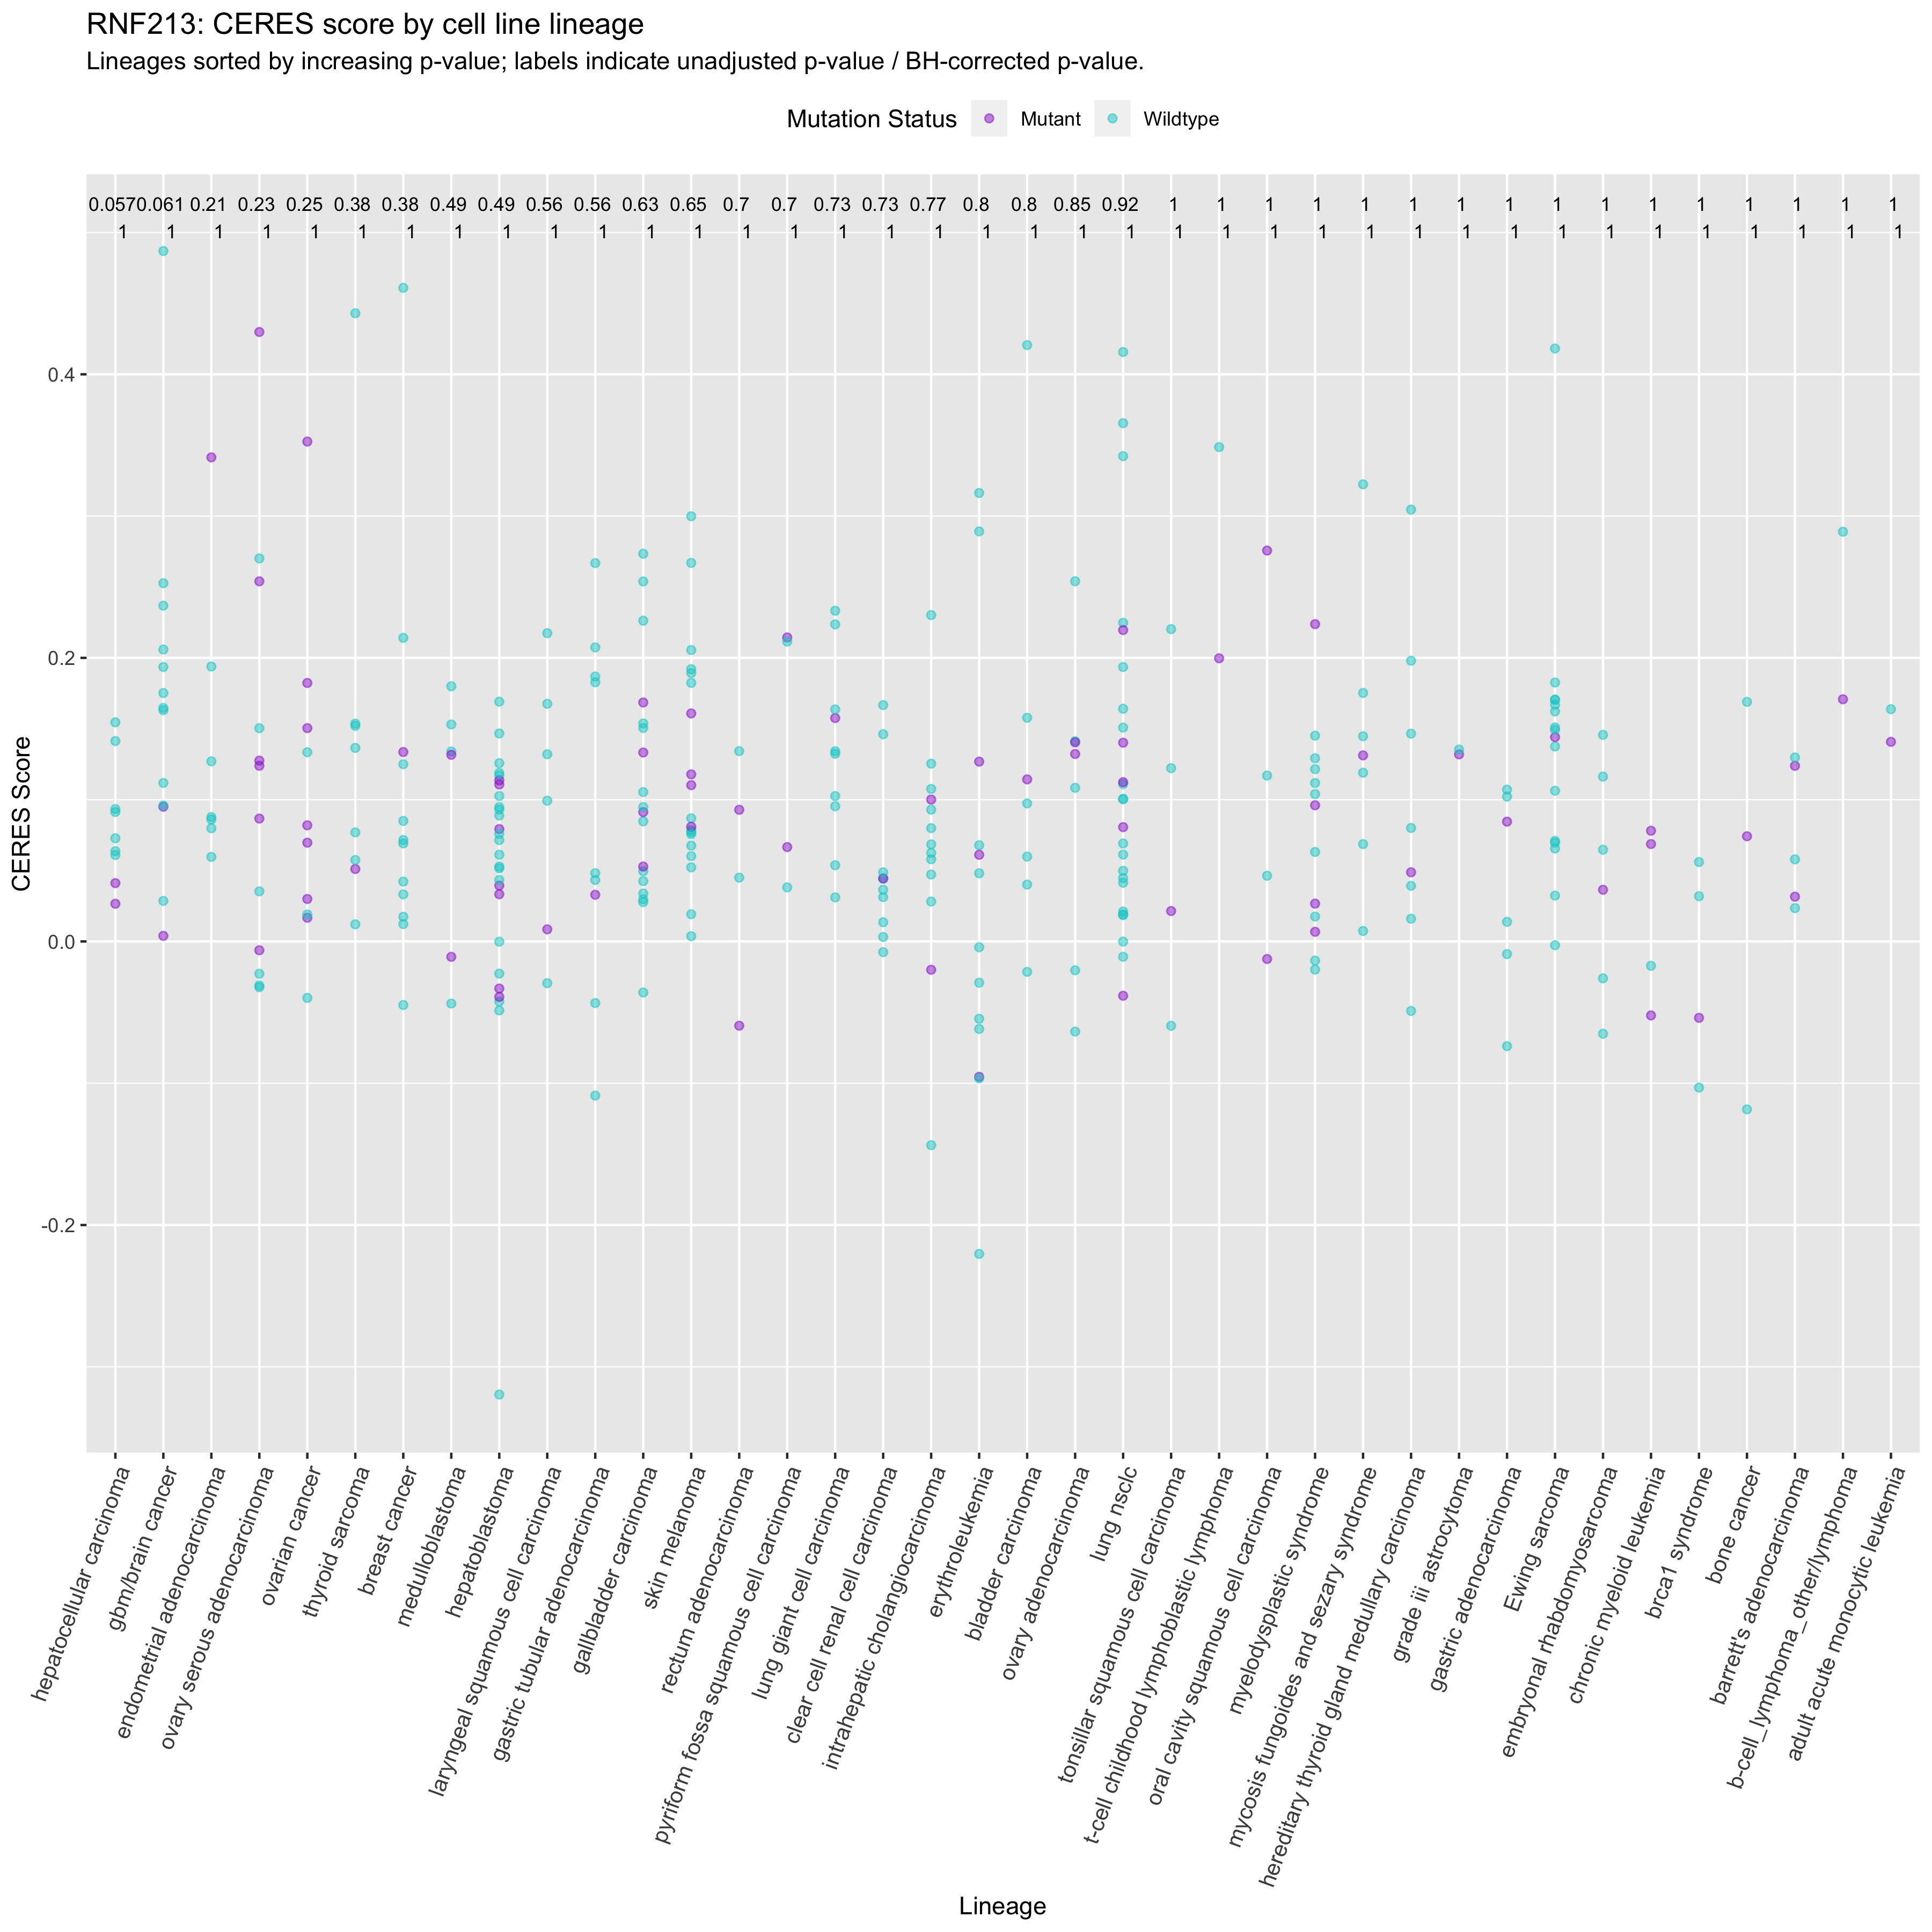 RNF213: CERES score by cell line lineage
Lineages sorted by increasing p-value; labels indicate unadjusted p-value / BH-corrected p-value.
Mutation Status Mutant Wildtype
0.057 0.061 0.21 0.23 0.25 0.38 0.38 0.49 0.49 0.56 0.56 0.63 0.65 0.7 0.7 0.73 0.73 0.77 0.8 0.8 0.85 0.92 1 1 1 1 1 1 1 1 1 1 1 1 1 1 1 1
1 1 1 1 1 1 1 1 1 1 1 1 1 1 1 1 1 1 1 1 1 1 1 1 1 1 1 1 1 1 1 1 1 1 1 1 1 1
0.4
0.2
0.0
-0.2
CERES Score
hepatocellular carcinoma
gbm/brain cancer
endometrial adenocarcinoma
ovary serous adenocarcinoma
ovarian cancer
thyroid sarcoma
breast cancer
medulloblastoma
hepatoblastoma
laryngeal squamous cell carcinoma
gastric tubular adenocarcinoma
gallbladder carcinoma
skin melanoma
rectum adenocarcinoma
pyriform fossa squamous cell carcinoma
lung giant cell carcinoma
clear cell renal cell carcinoma
intrahepatic cholangiocarcinoma
erythroleukemia
bladder carcinoma
ovary adenocarcinoma
lung nsclc
tonsillar squamous cell carcinoma
t-cell childhood lymphoblastic lymphoma
oral cavity squamous cell carcinoma
myelodysplastic syndrome
mycosis fungoides and sezary syndrome
hereditary thyroid gland medullary carcinoma
grade iii astrocytoma
gastric adenocarcinoma
Ewing sarcoma
embryonal rhabdomyosarcoma
chronic myeloid leukemia
brca1 syndrome
bone cancer
barrett's adenocarcinoma
b-cell_lymphoma_other/lymphoma
adult acute monocytic leukemia
Lineage